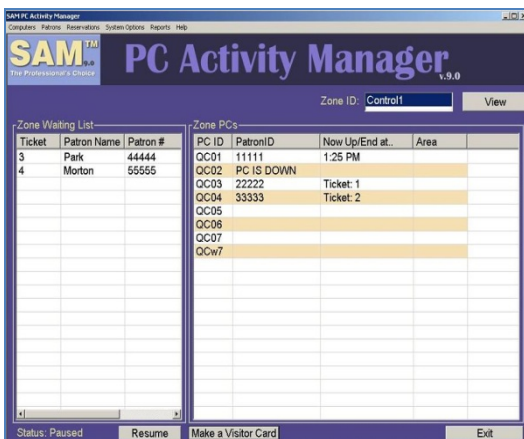 SAM PC Activity Manager
Computers Patrons Reservations System Options Reports Help
SAM™ 9.0
The Professional's Choice
PC Activity Manager v.9.0
Zone ID: Control1 View
Zone Waiting List
Ticket Patron Name Patron #
3 Park 44444
4 Morton 55555
Zone PCs
PC ID PatronID Now Up/End at.. Area
QC01 11111 1:25 PM
QC02 PC IS DOWN
QC03 22222 Ticket: 1
QC04 33333 Ticket: 2
QC05
QC06
QC07
QCw7
Status: Paused Resume Make a Visitor Card Exit